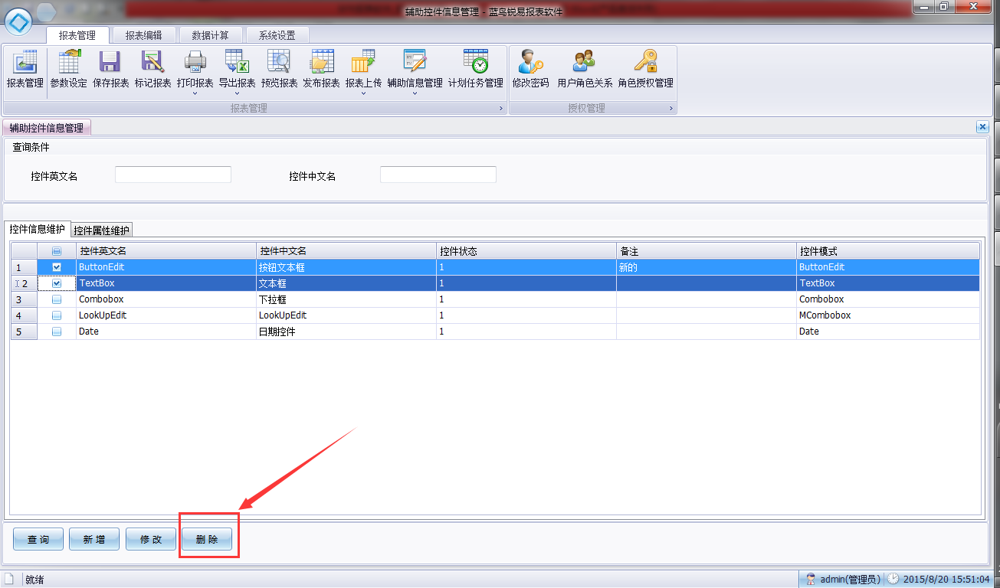 辅助控件信息管理 - 蓝鸟锐易报表软件
报表管理 报表编辑 数据计算 系统设置
报表管理 参数设定 保存报表 标记报表 打印报表 导出报表 预览报表 发布报表 报表上传 辅助信息管理 计划任务管理 修改密码 用户角色关系 角色授权管理
报表管理 授权管理
辅助控件信息管理
查询条件
控件英文名 控件中文名
控件信息维护 控件属性维护
控件英文名 控件中文名 控件状态 备注 控件模式
1 ButtonEdit 按钮文本框 1 新的 ButtonEdit
2 TextBox 文本框 1 TextBox
3 Combobox 下拉框 1 Combobox
4 LookUpEdit LookUpEdit 1 MCombobox
5 Date 日期控件 1 Date
查 询 新 增 修 改 删 除
就绪 admin(管理员) 2015/8/20 15:51:04